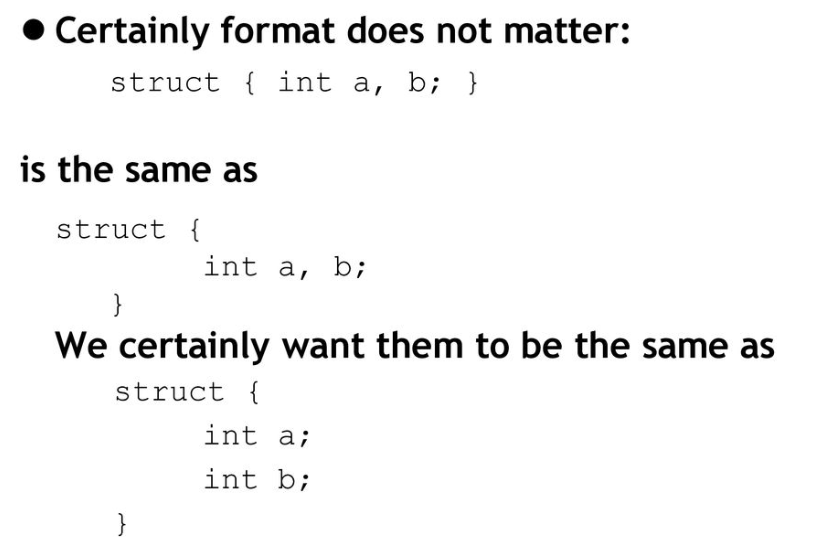 ● Certainly format does not matter:
struct { int a, b; }
is the same as
struct {
int a, b;
}
We certainly want them to be the same as
struct {
int a;
int b;
}